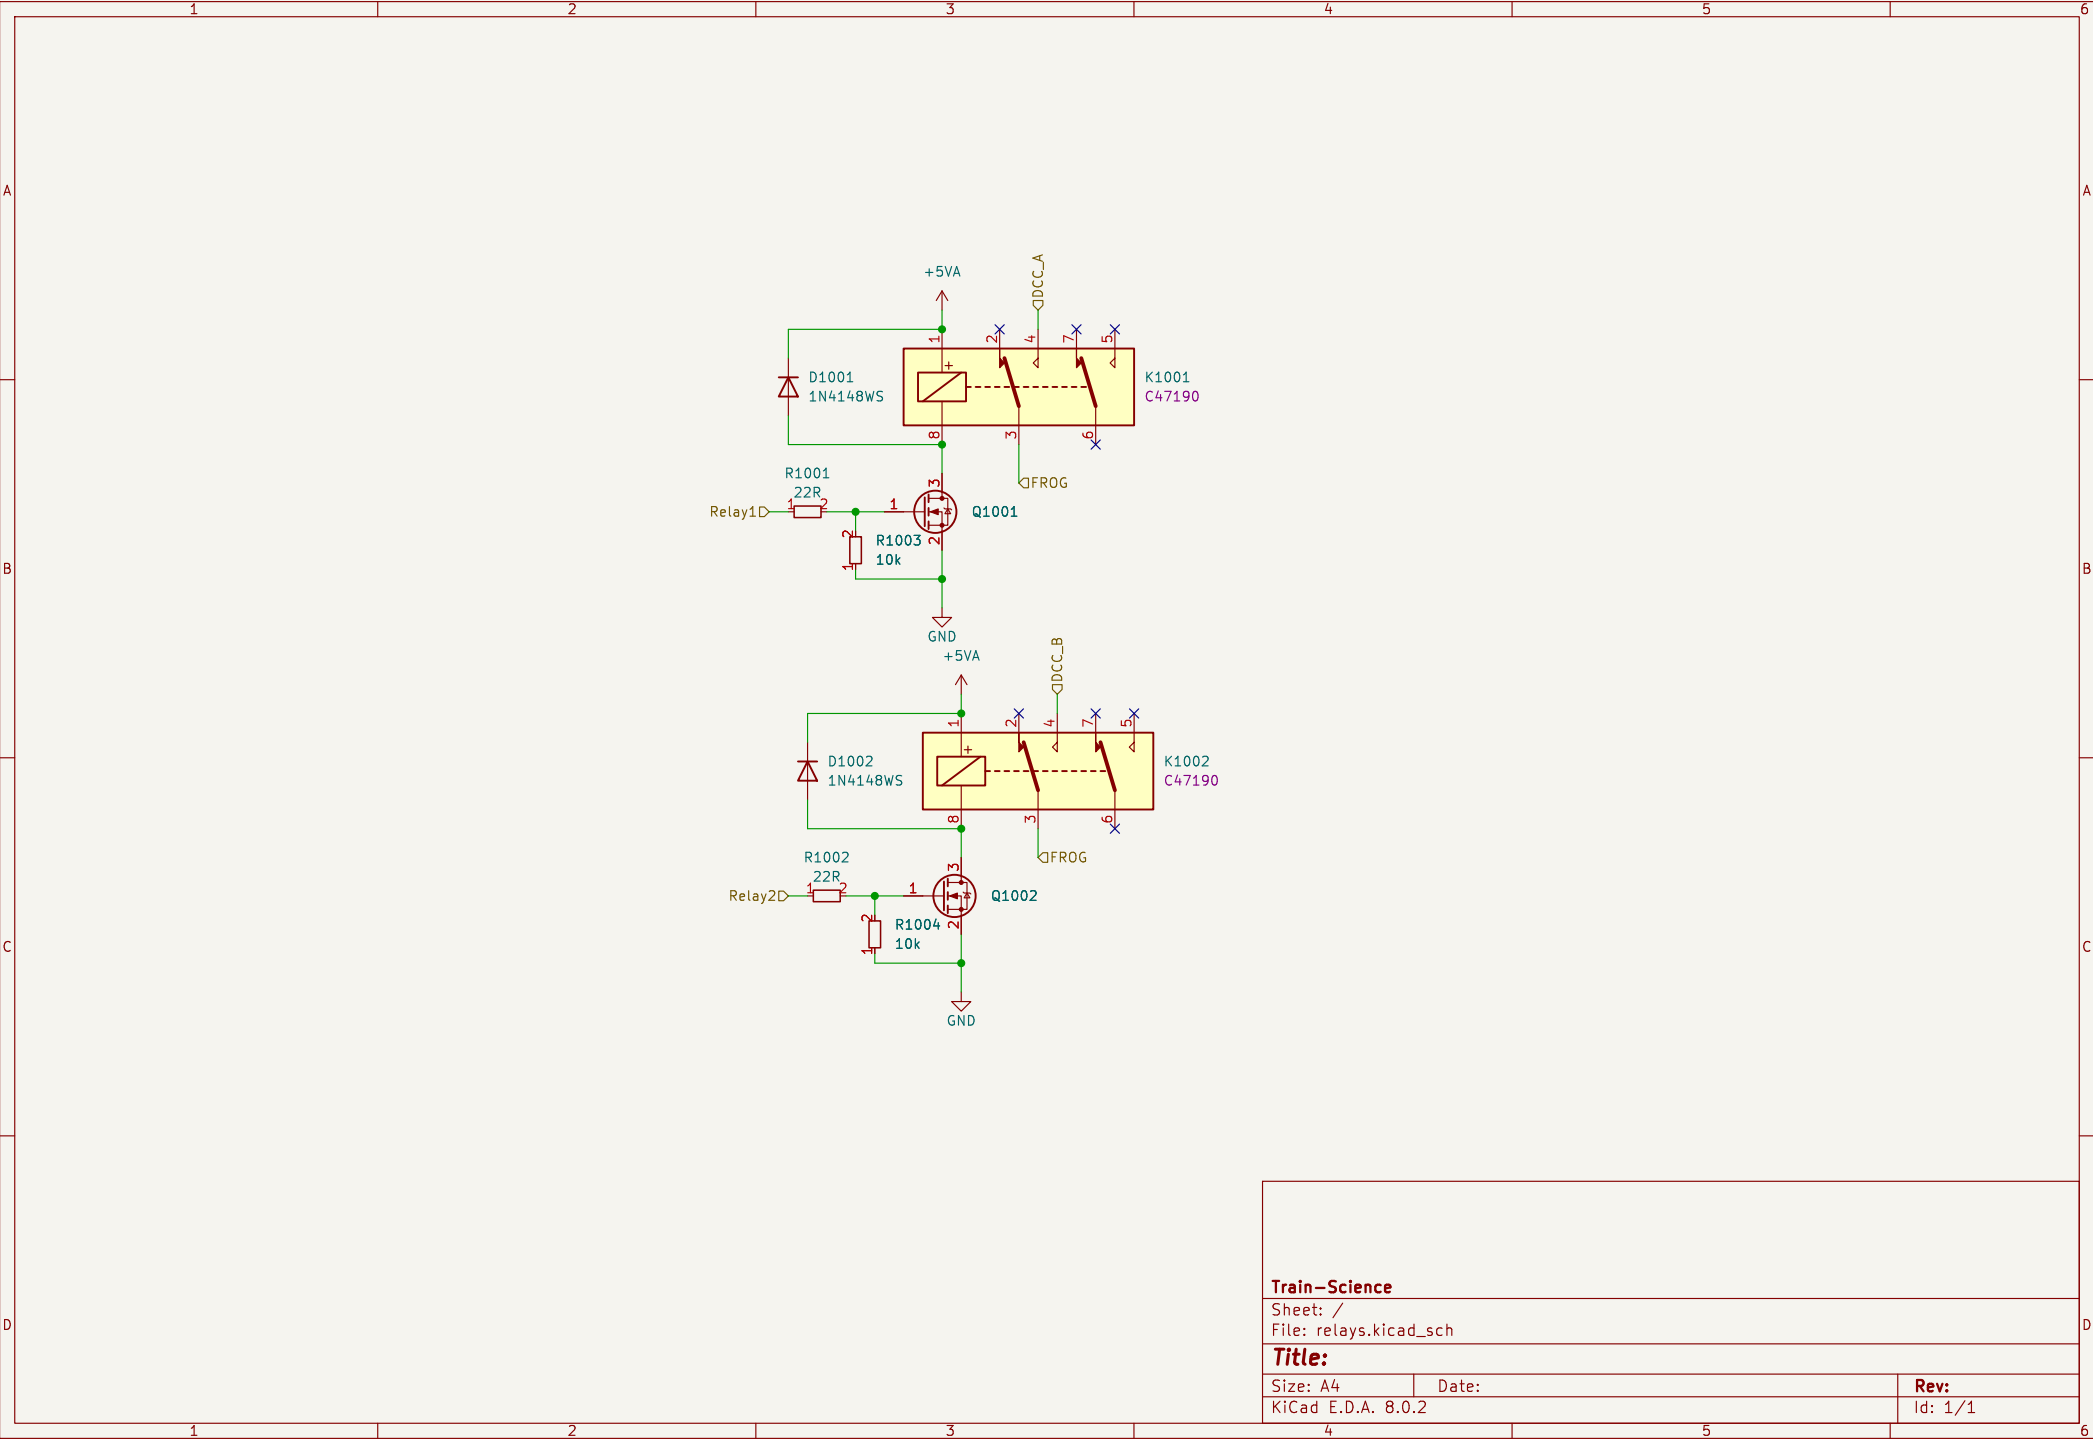 1 2 3 4 5 6
A A
+5VA
DCC_A
1 2 4 7 5
+
D1001
1N4148WS
K1001
C47190
8 3 6
R1001
22R
FROG
3
Relay1
1 2
1
Q1001
2
R1003
10k
2
1
B B
GND
+5VA
DCC_B
1 2 4 7 5
+
D1002
1N4148WS
K1002
C47190
8 3 6
R1002
22R
FROG
3
Relay2
1 2
1
Q1002
2
R1004
10k
2
1
C C
GND
Train-Science
Sheet: /
File: relays.kicad_sch
D D
Title:
Size: A4 Date: Rev:
KiCad E.D.A. 8.0.2 Id: 1/1
1 2 3 4 5 6